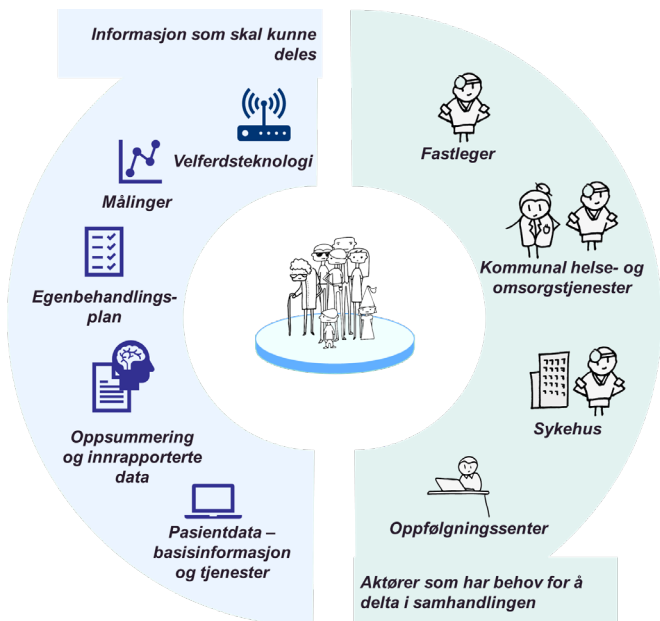 Informasjon som skal kunne
deles
Velferdsteknologi
Målinger
Egenbehandlings-
plan
Oppsummering
og innrapporterte
data
Pasientdata –
basisinformasjon
og tjenester
Fastleger
Kommunal helse- og
omsorgstjenester
Sykehus
Oppfølgningssenter
Aktører som har behov for å
delta i samhandlingen